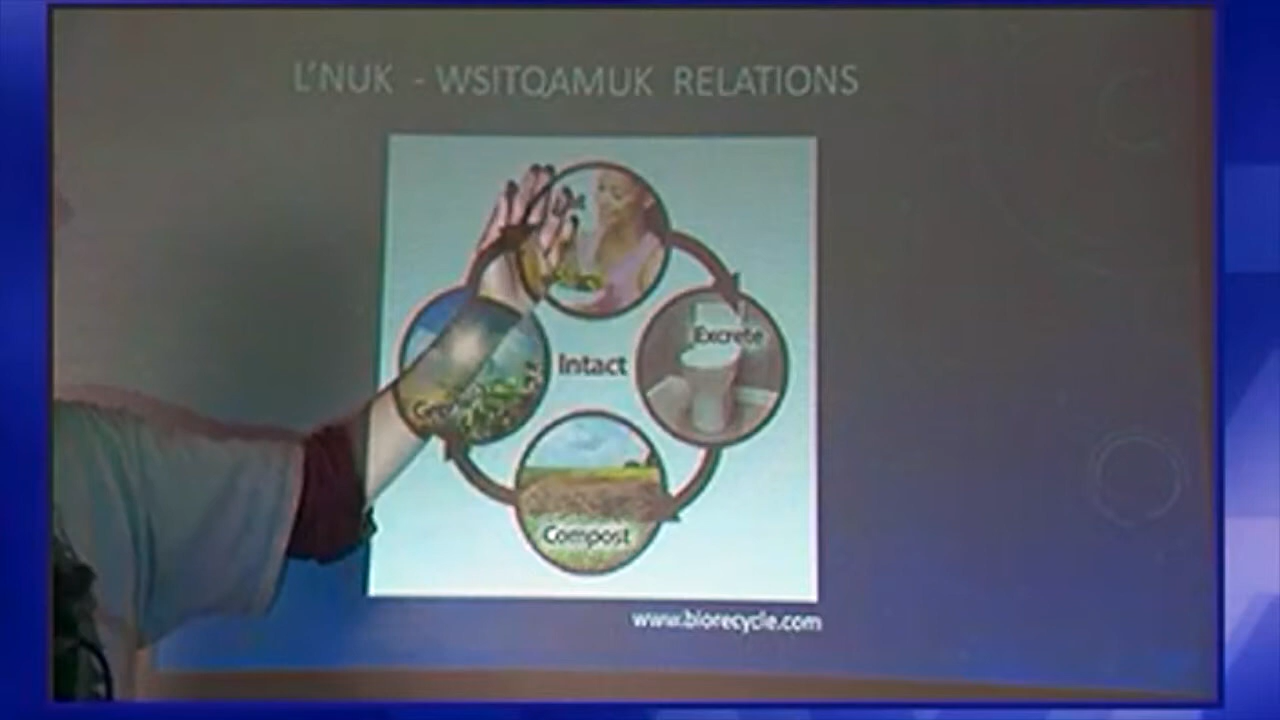 L'NUK - WSITQAMUK RELATIONS
Excrete
Intact
Compost
www.biorecycle.com